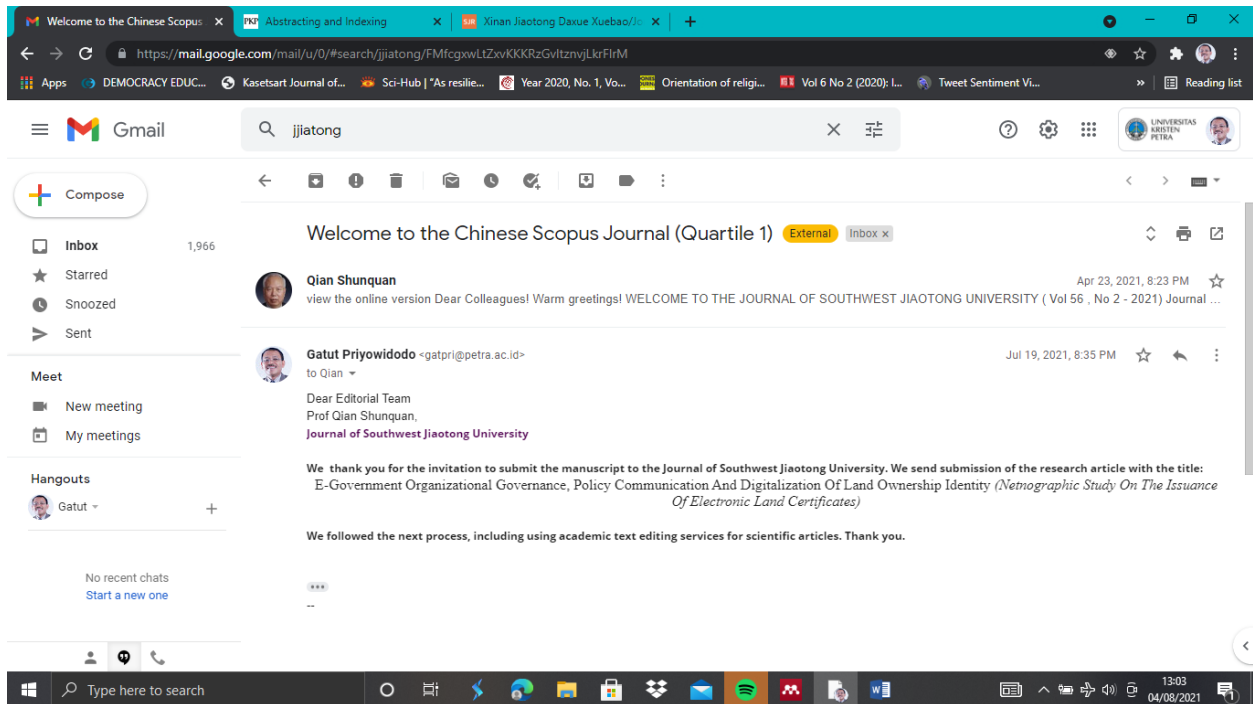 Welcome to the Chinese Scopus
PKP Abstracting and Indexing
SJR Xinan Jiaotong Daxue Xuebao/Jo
https://mail.google.com/mail/u/0/#search/jjiatong/FMfcgxwLtZxvKKKRzGvltznvjLkrFlrM
Apps DEMOCRACY EDUC... Kasetsart Journal of... Sci-Hub | "As resilie... Year 2020, No. 1, Vo... Orientation of religi... Vol 6 No 2 (2020): I... Tweet Sentiment Vi... » Reading list
Gmail
jjiatong
UNIVERSITAS
KRISTEN
PETRA
Compose
Inbox 1,966
Starred
Snoozed
Sent
Meet
New meeting
My meetings
Hangouts
Gatut
No recent chats
Start a new one
Welcome to the Chinese Scopus Journal (Quartile 1) External Inbox x
Qian Shunquan Apr 23, 2021, 8:23 PM
view the online version Dear Colleagues! Warm greetings! WELCOME TO THE JOURNAL OF SOUTHWEST JIAOTONG UNIVERSITY ( Vol 56 , No 2 - 2021) Journal ...
Gatut Priyowidodo <gatpri@petra.ac.id> Jul 19, 2021, 8:35 PM
to Qian
Dear Editorial Team
Prof Qian Shunquan,
Journal of Southwest Jiaotong University
We thank you for the invitation to submit the manuscript to the Journal of Southwest Jiaotong University. We send submission of the research article with the title:
E-Government Organizational Governance, Policy Communication And Digitalization Of Land Ownership Identity (Netnographic Study On The Issuance
Of Electronic Land Certificates)
We followed the next process, including using academic text editing services for scientific articles. Thank you.
--
Type here to search
13:03
04/08/2021